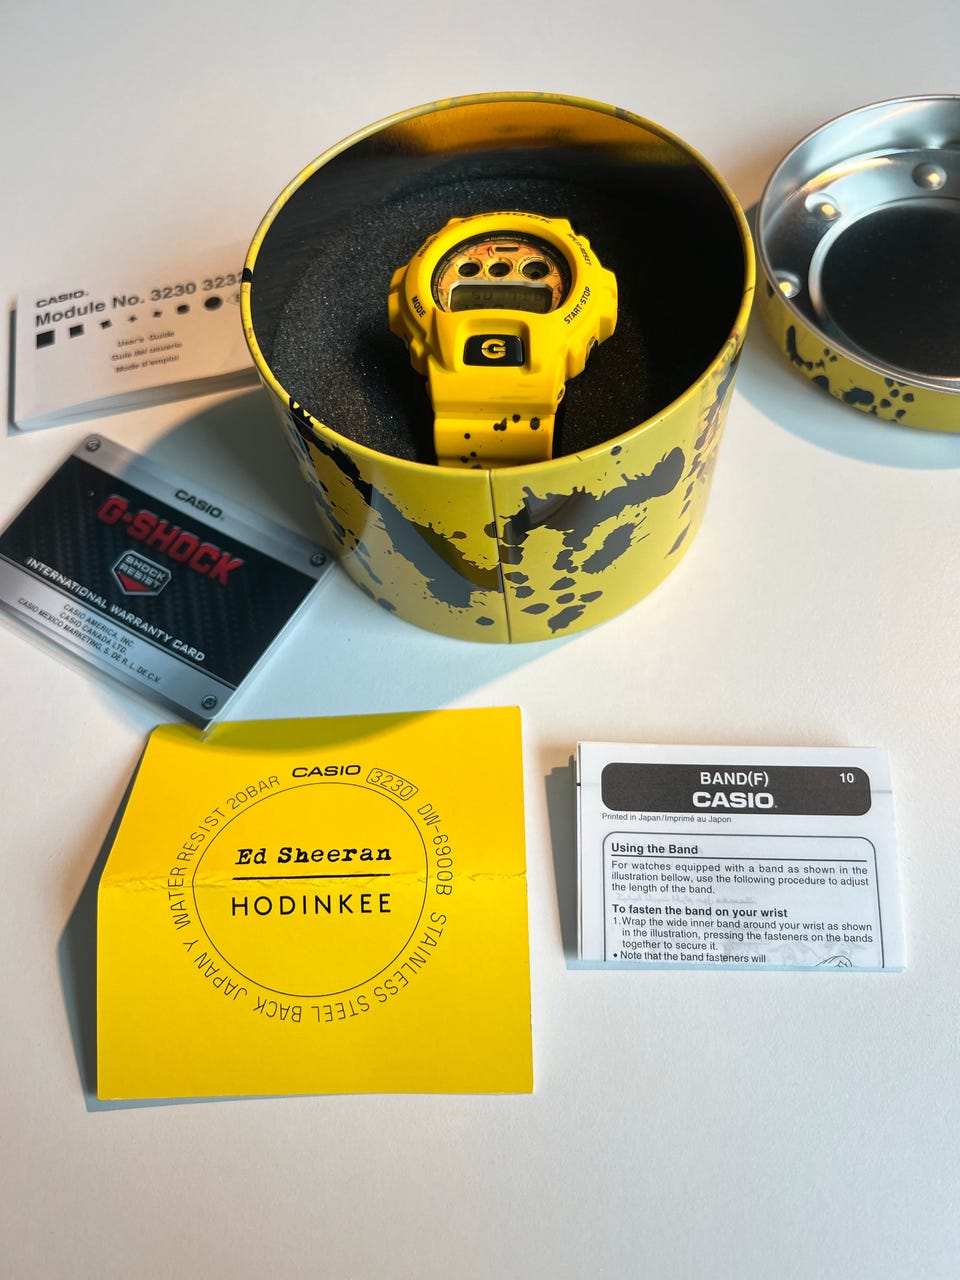 G-SHOCK
SPLIT·RESET
MODE
START·STOP
G
CASIO
Module No. 3230 323
User's Guide
Guía del usuario
Mode d'emploi
CASIO
G-SHOCK
SHOCK
RESIST
INTERNATIONAL WARRANTY CARD
CASIO AMERICA, INC.
CASIO CANADA LTD.
CASIO MEXICO MARKETING, S. DE R. L. DE C.V.
CASIO 3230 DW-6900B STAINLESS STEEL BACK JAPAN Y WATER RESIST 20BAR
Ed Sheeran
HODINKEE
BAND(F) 10
CASIO
Printed in Japan/Imprimé au Japon
Using the Band
For watches equipped with a band as shown in the
illustration below, use the following procedure to adjust
the length of the band.
To fasten the band on your wrist
1. Wrap the wide inner band around your wrist as shown
in the illustration, pressing the fasteners on the bands
together to secure it.
• Note that the band fasteners will